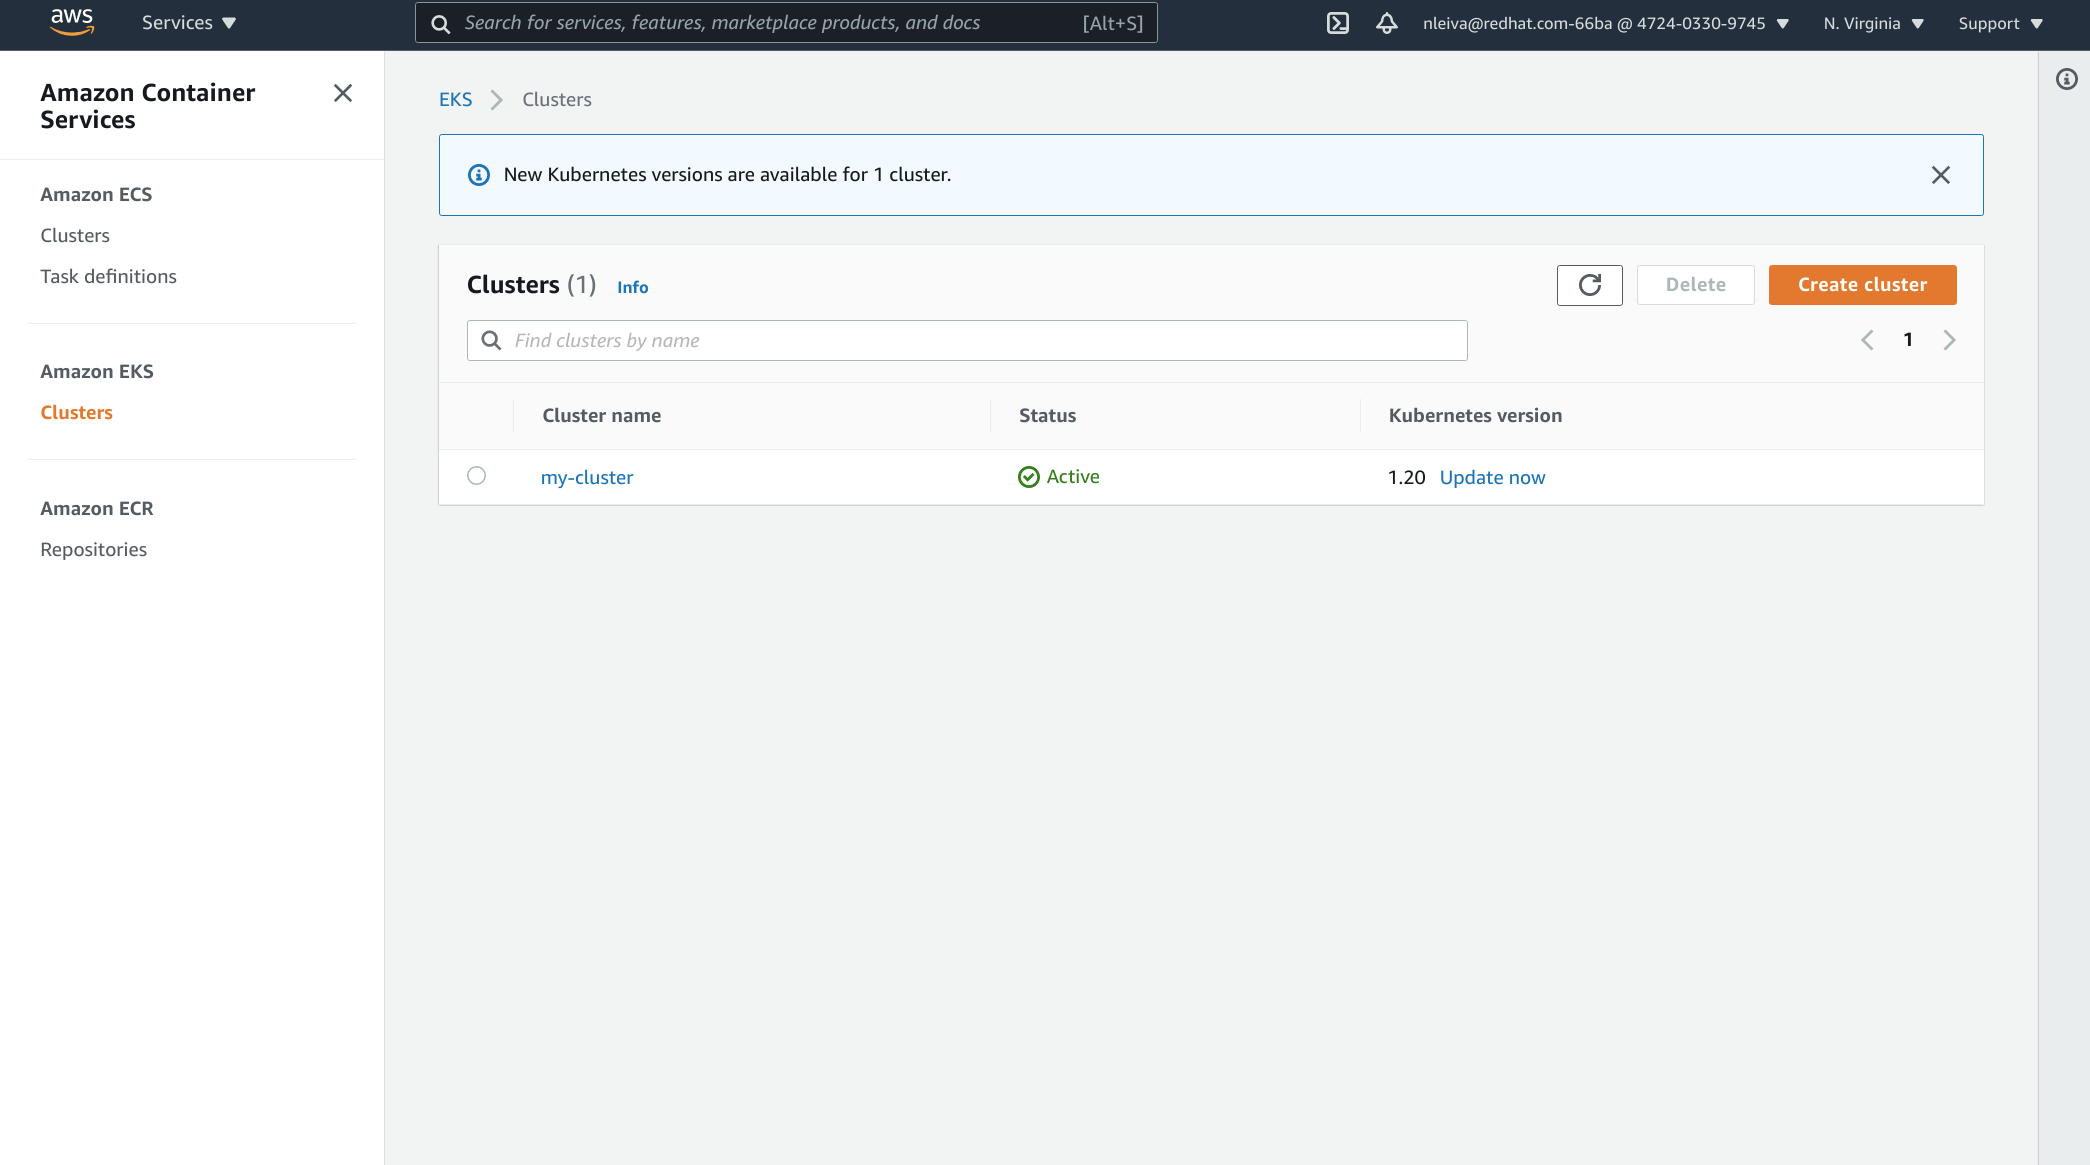 aws Services Search for services, features, marketplace products, and docs [Alt+S] nleiva@redhat.com-66ba @ 4724-0330-9745 N. Virginia Support
Amazon Container
Services
Amazon ECS
Clusters
Task definitions
Amazon EKS
Clusters
Amazon ECR
Repositories
EKS Clusters
New Kubernetes versions are available for 1 cluster.
Clusters (1) Info Delete Create cluster
Find clusters by name 1
Cluster name Status Kubernetes version
my-cluster Active 1.20 Update now